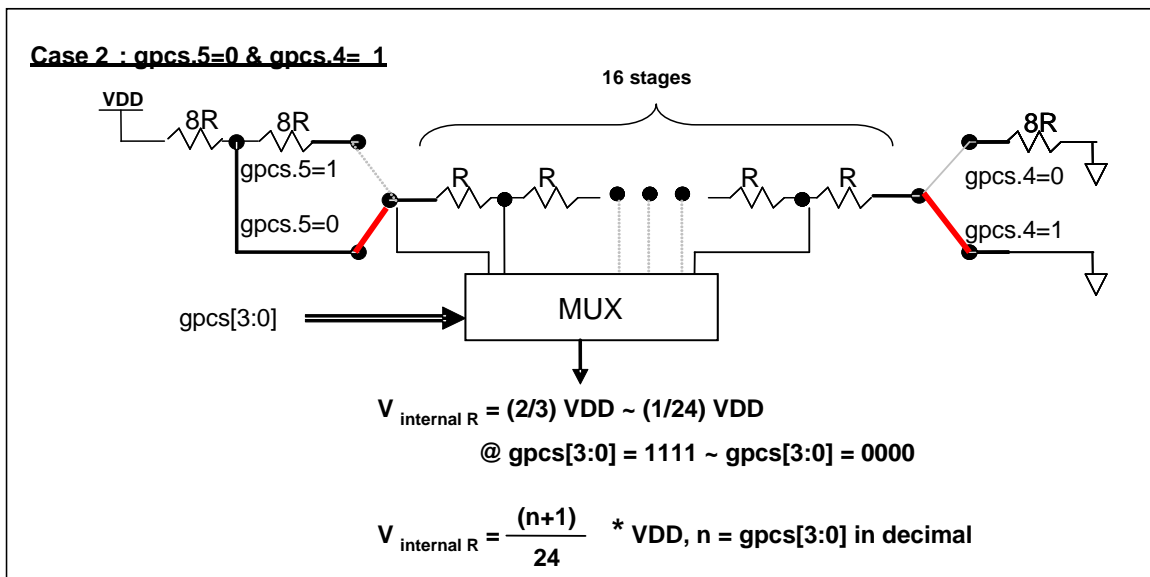 Case 2 : gpcs.5=0 & gpcs.4= 1
16 stages
VDD
8R 8R 8R
gpcs.5=1
R R R R
gpcs.4=0
gpcs.5=0
gpcs.4=1
gpcs[3:0]
MUX
V internal R = (2/3) VDD ~ (1/24) VDD
@ gpcs[3:0] = 1111 ~ gpcs[3:0] = 0000
V internal R = (n+1) / 24 * VDD, n = gpcs[3:0] in decimal